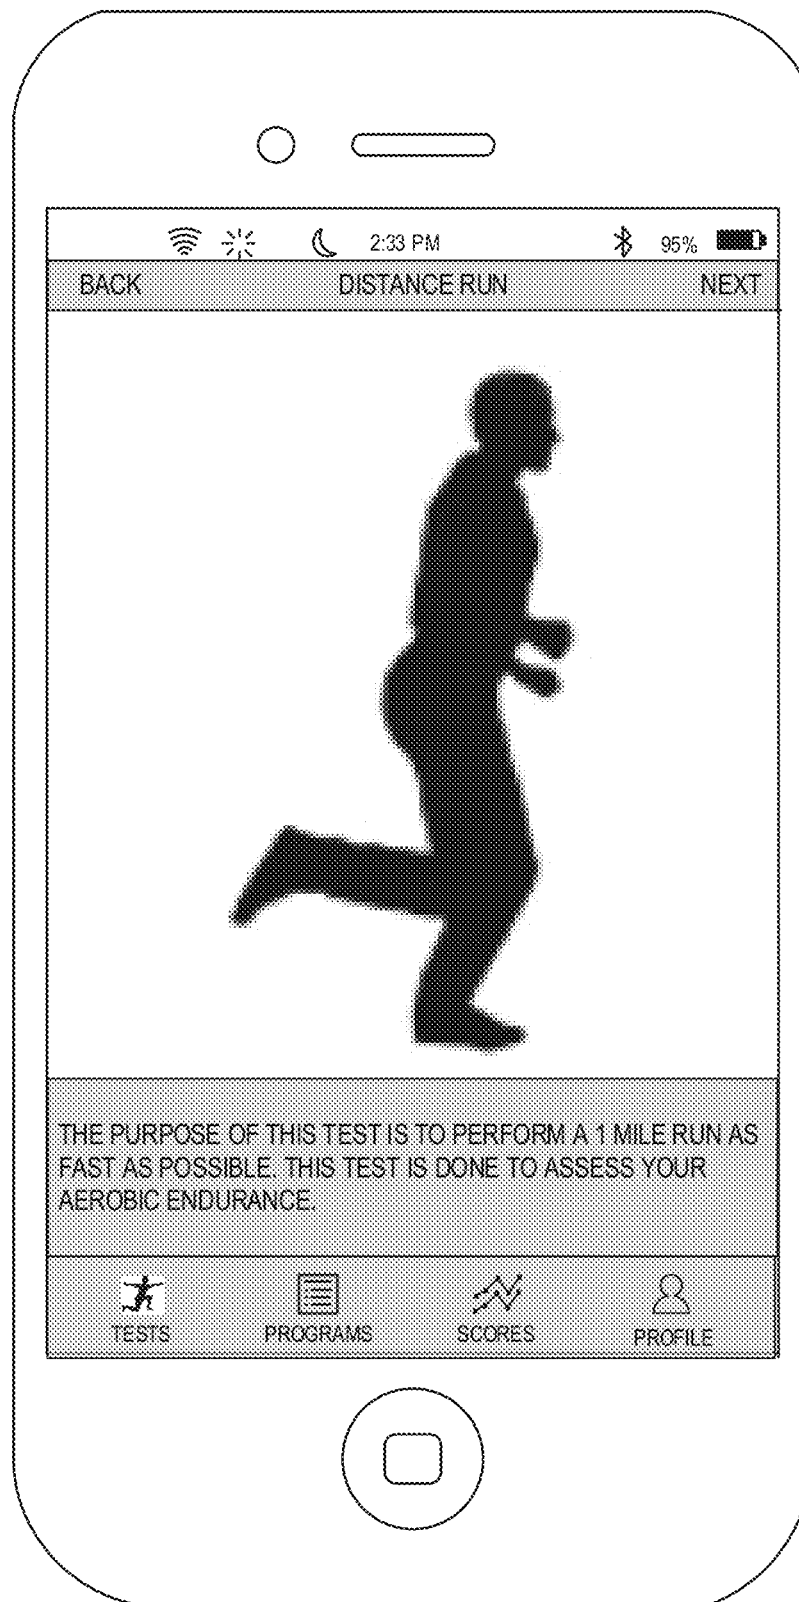 2:33 PM 95%
BACK DISTANCE RUN NEXT
THE PURPOSE OF THIS TEST IS TO PERFORM A 1 MILE RUN AS
FAST AS POSSIBLE. THIS TEST IS DONE TO ASSESS YOUR
AEROBIC ENDURANCE.
TESTS PROGRAMS SCORES PROFILE